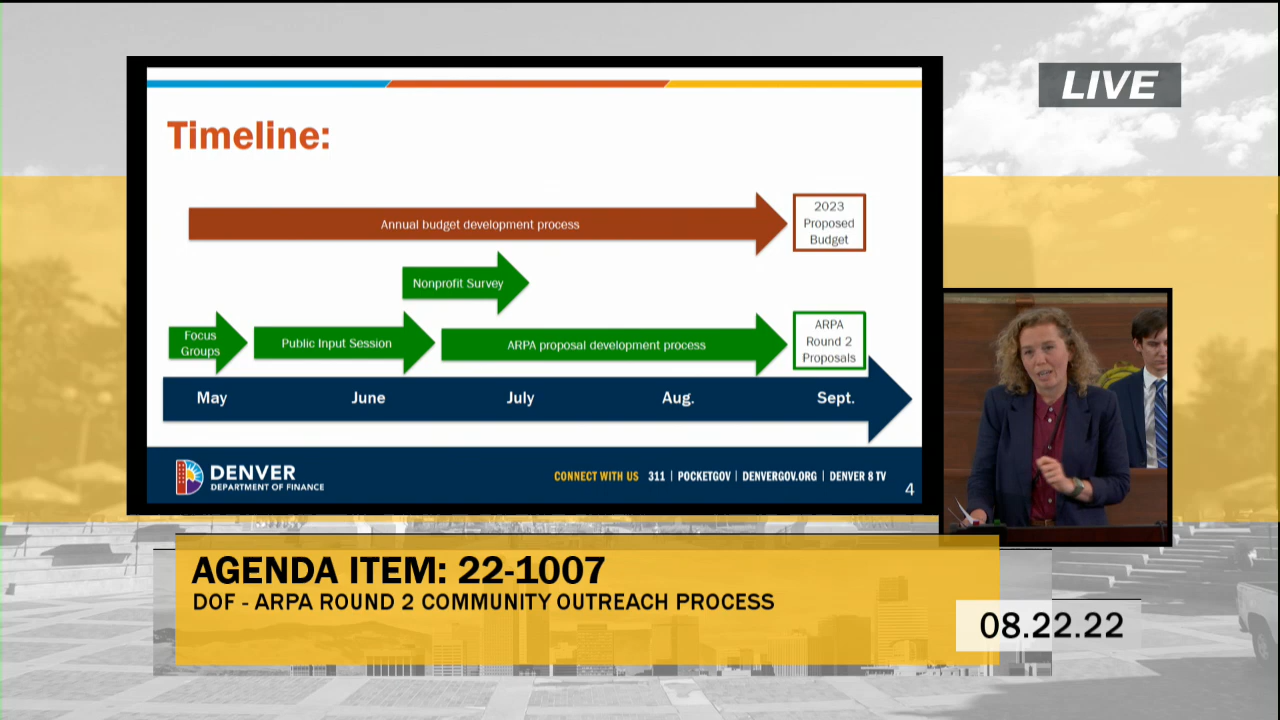 LIVE
Timeline:
Annual budget development process
2023
Proposed
Budget
Nonprofit Survey
Focus
Groups
Public Input Session
ARPA proposal development process
ARPA
Round 2
Proposals
May June July Aug. Sept.
DENVER
DEPARTMENT OF FINANCE
CONNECT WITH US 311 | POCKETGOV | DENVERGOV.ORG | DENVER 8 TV
4
AGENDA ITEM: 22-1007
DOF - ARPA ROUND 2 COMMUNITY OUTREACH PROCESS
08.22.22